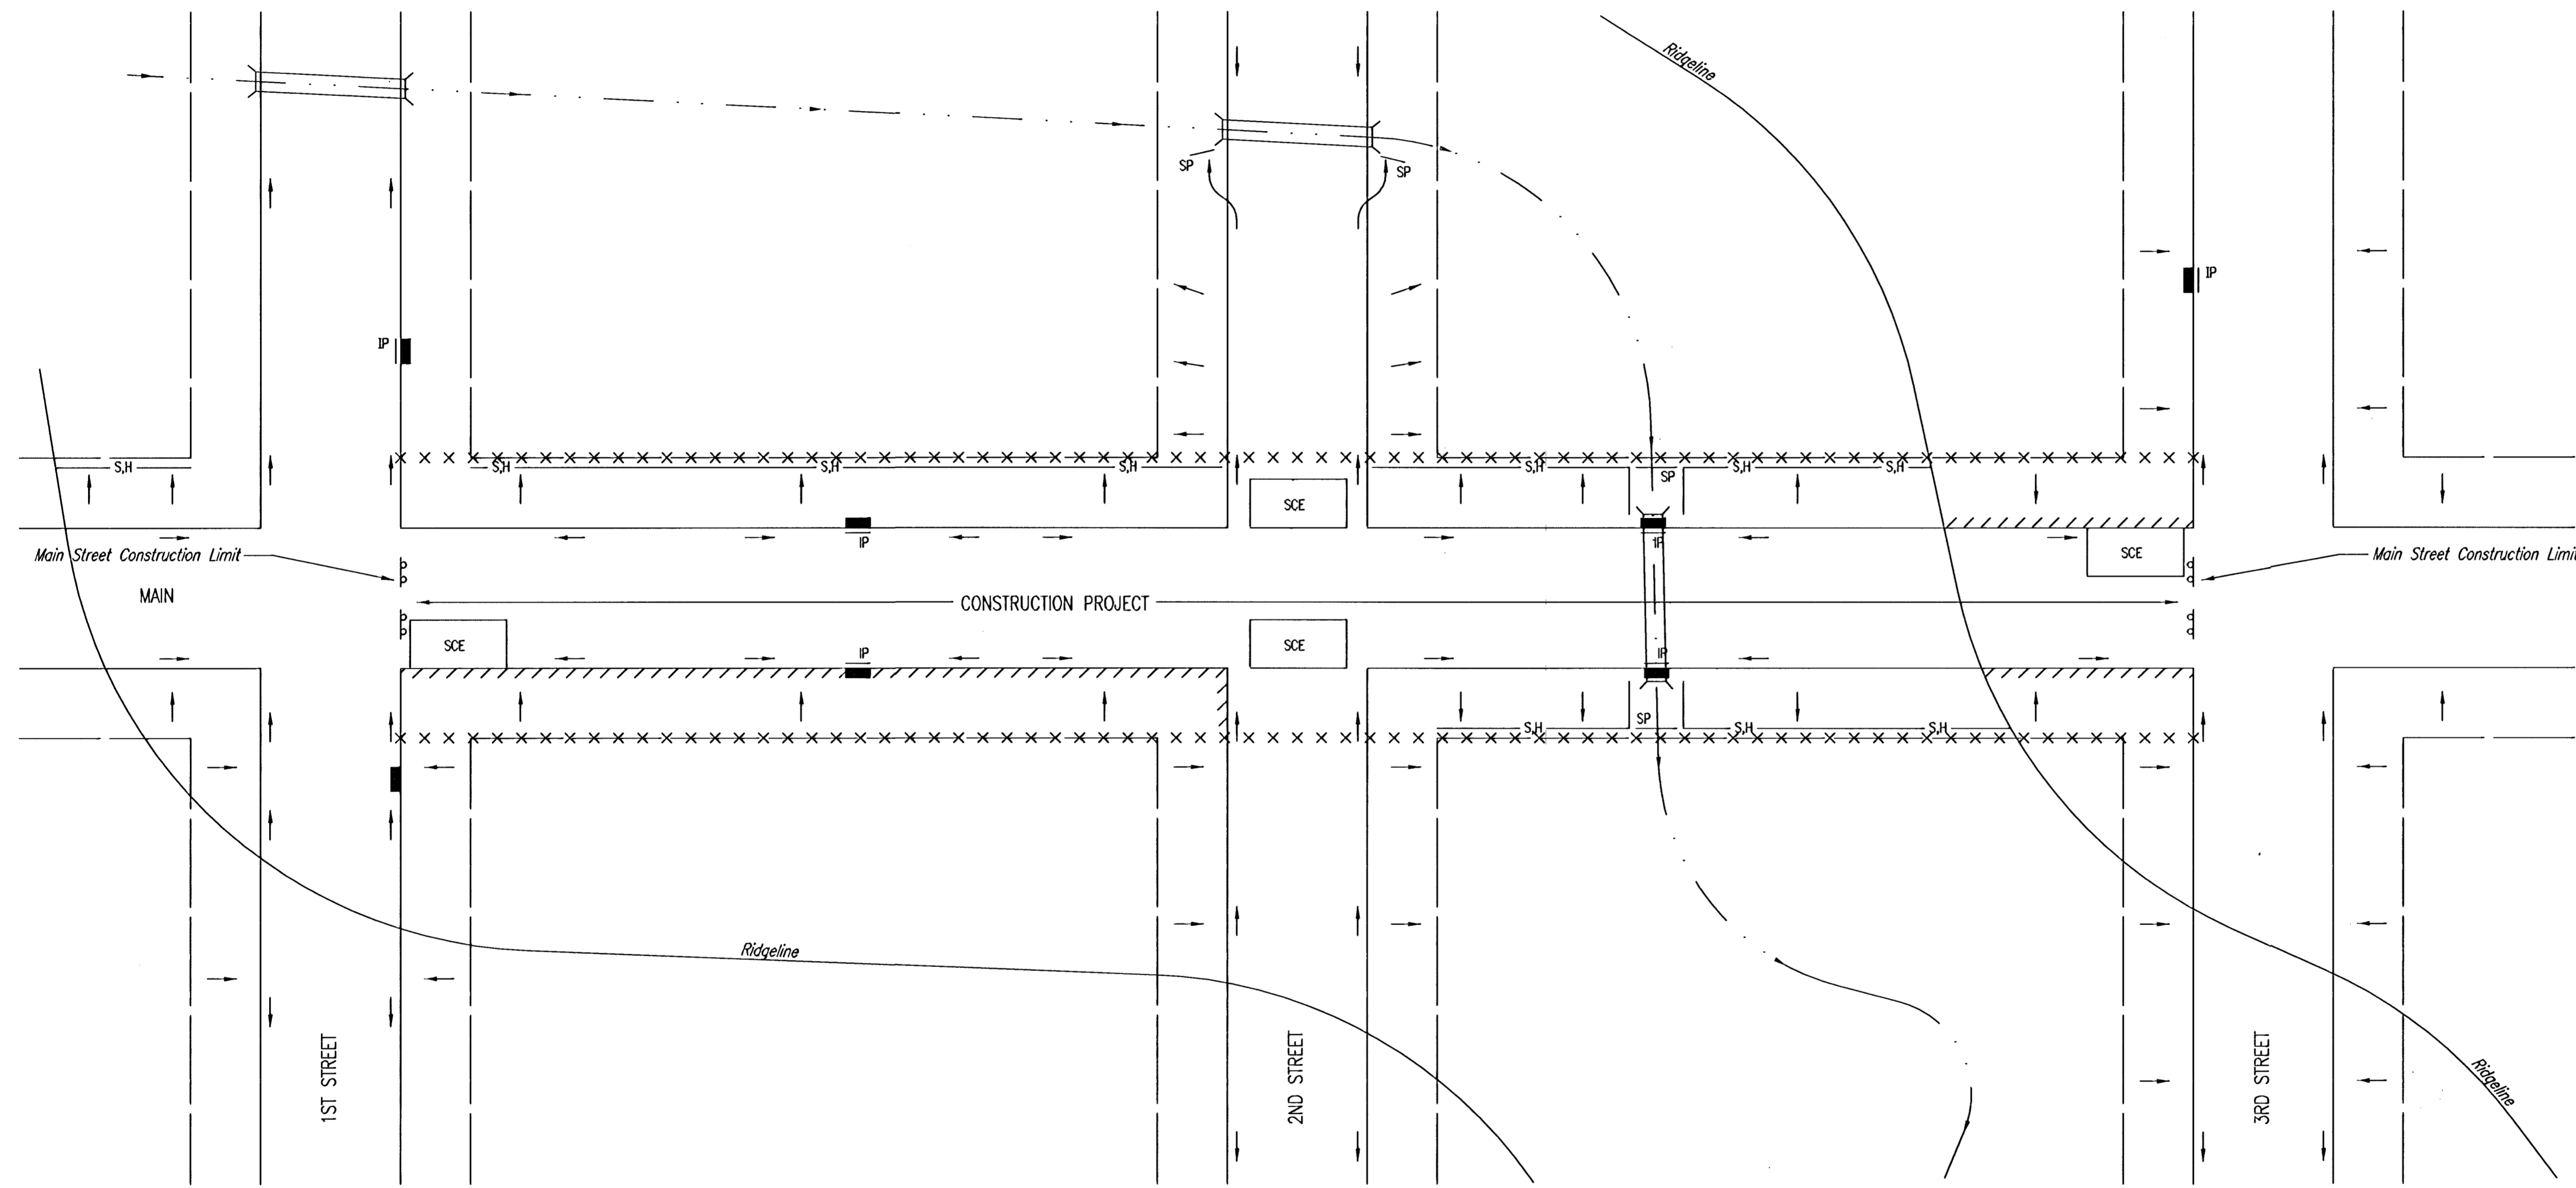 Ridgeline
SP
SP
IP
IP
S,H
S,H
S,H
S,H
S,H
SP
S,H
S,H
SCE
IP
IP
Main Street Construction Limit
SCE
Main Street Construction Limit
MAIN
CONSTRUCTION PROJECT
SCE
SCE
IP
IP
SP
S,H
S,H
S,H
Ridgeline
1ST STREET
2ND STREET
3RD STREET
Ridgeline